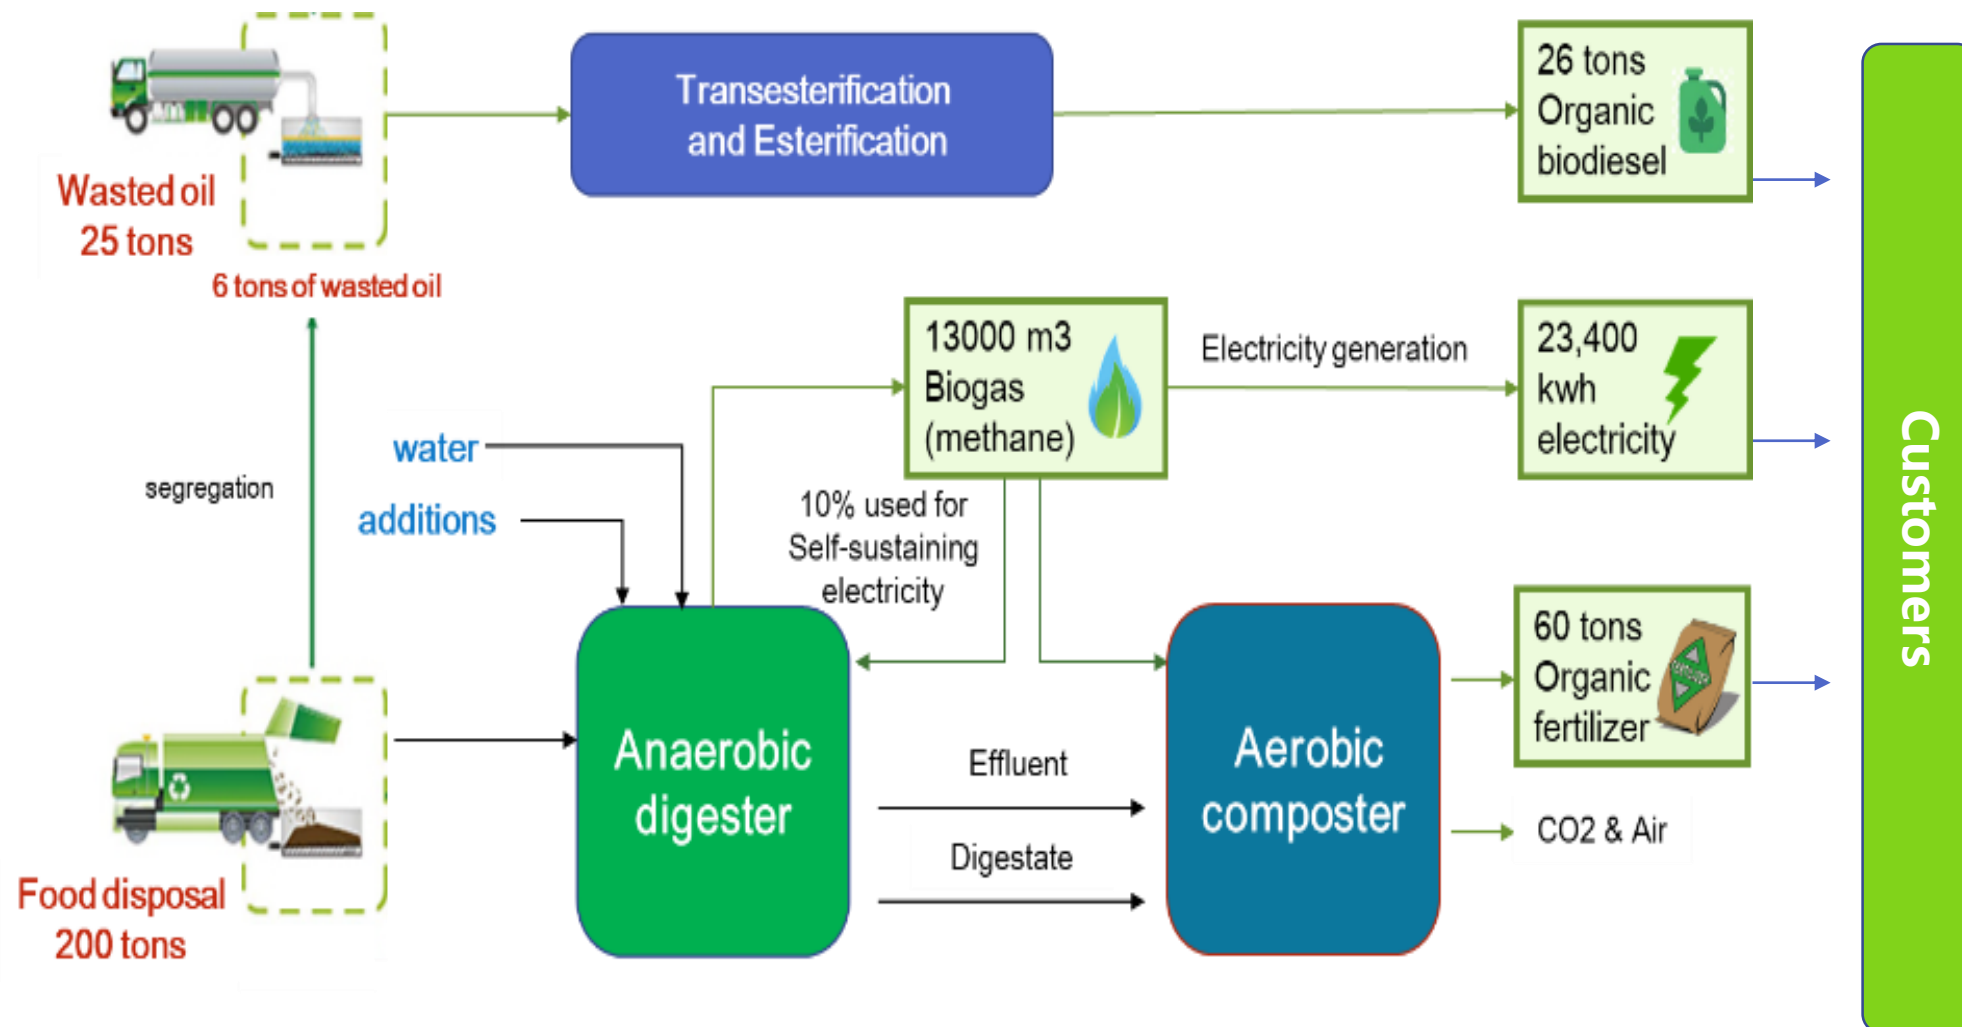 Wasted oil
25 tons
Transesterification
and Esterification
26 tons
Organic
biodiesel
6 tons of wasted oil
13000 m3
Biogas
(methane)
Electricity generation
23,400
kwh
electricity
water
segregation
additions
10% used for
Self-sustaining
electricity
Anaerobic
digester
Effluent
Digestate
Aerobic
composter
60 tons
Organic
fertilizer
CO2 & Air
Food disposal
200 tons
Customers